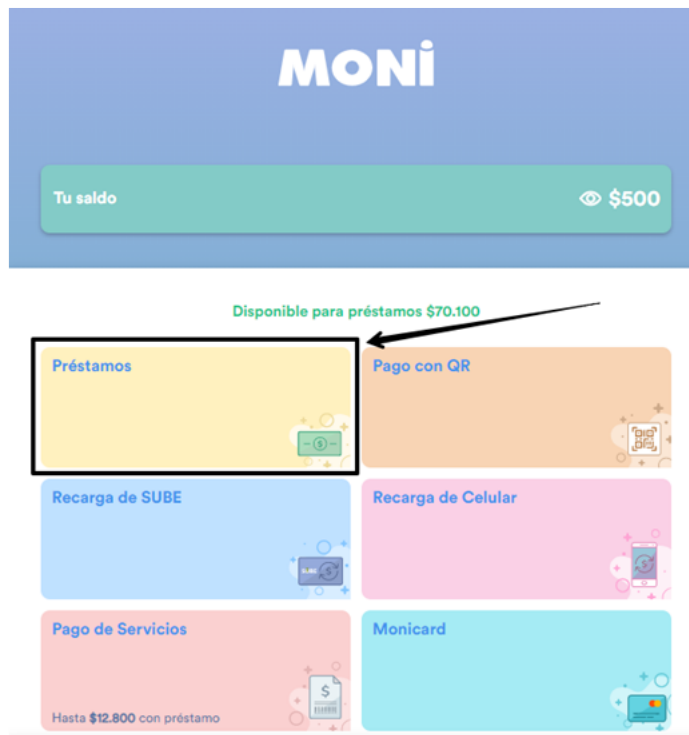 MONi
Tu saldo
$500
Disponible para préstamos $70.100
Préstamos
Pago con QR
Recarga de SUBE
Recarga de Celular
SUBE
Pago de Servicios
Monicard
Hasta $12.800 con préstamo